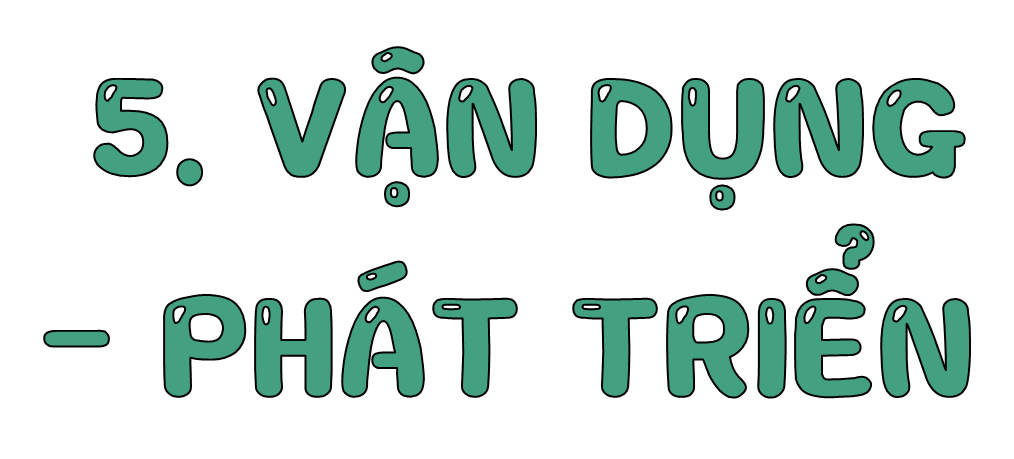 5. VẬN DỤNG
– PHÁT TRIỂN